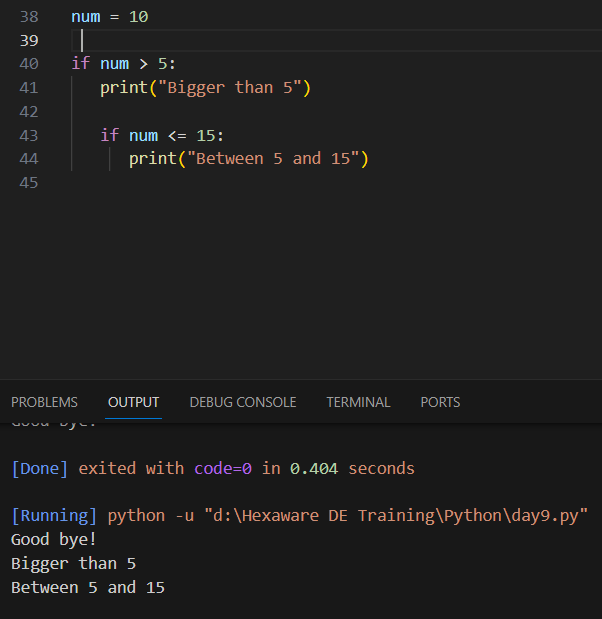 38 num = 10
39
40 if num > 5:
41 print("Bigger than 5")
42
43 if num <= 15:
44 print("Between 5 and 15")
45
PROBLEMS OUTPUT DEBUG CONSOLE TERMINAL PORTS
Good bye!
[Done] exited with code=0 in 0.404 seconds
[Running] python -u "d:\Hexaware DE Training\Python\day9.py"
Good bye!
Bigger than 5
Between 5 and 15